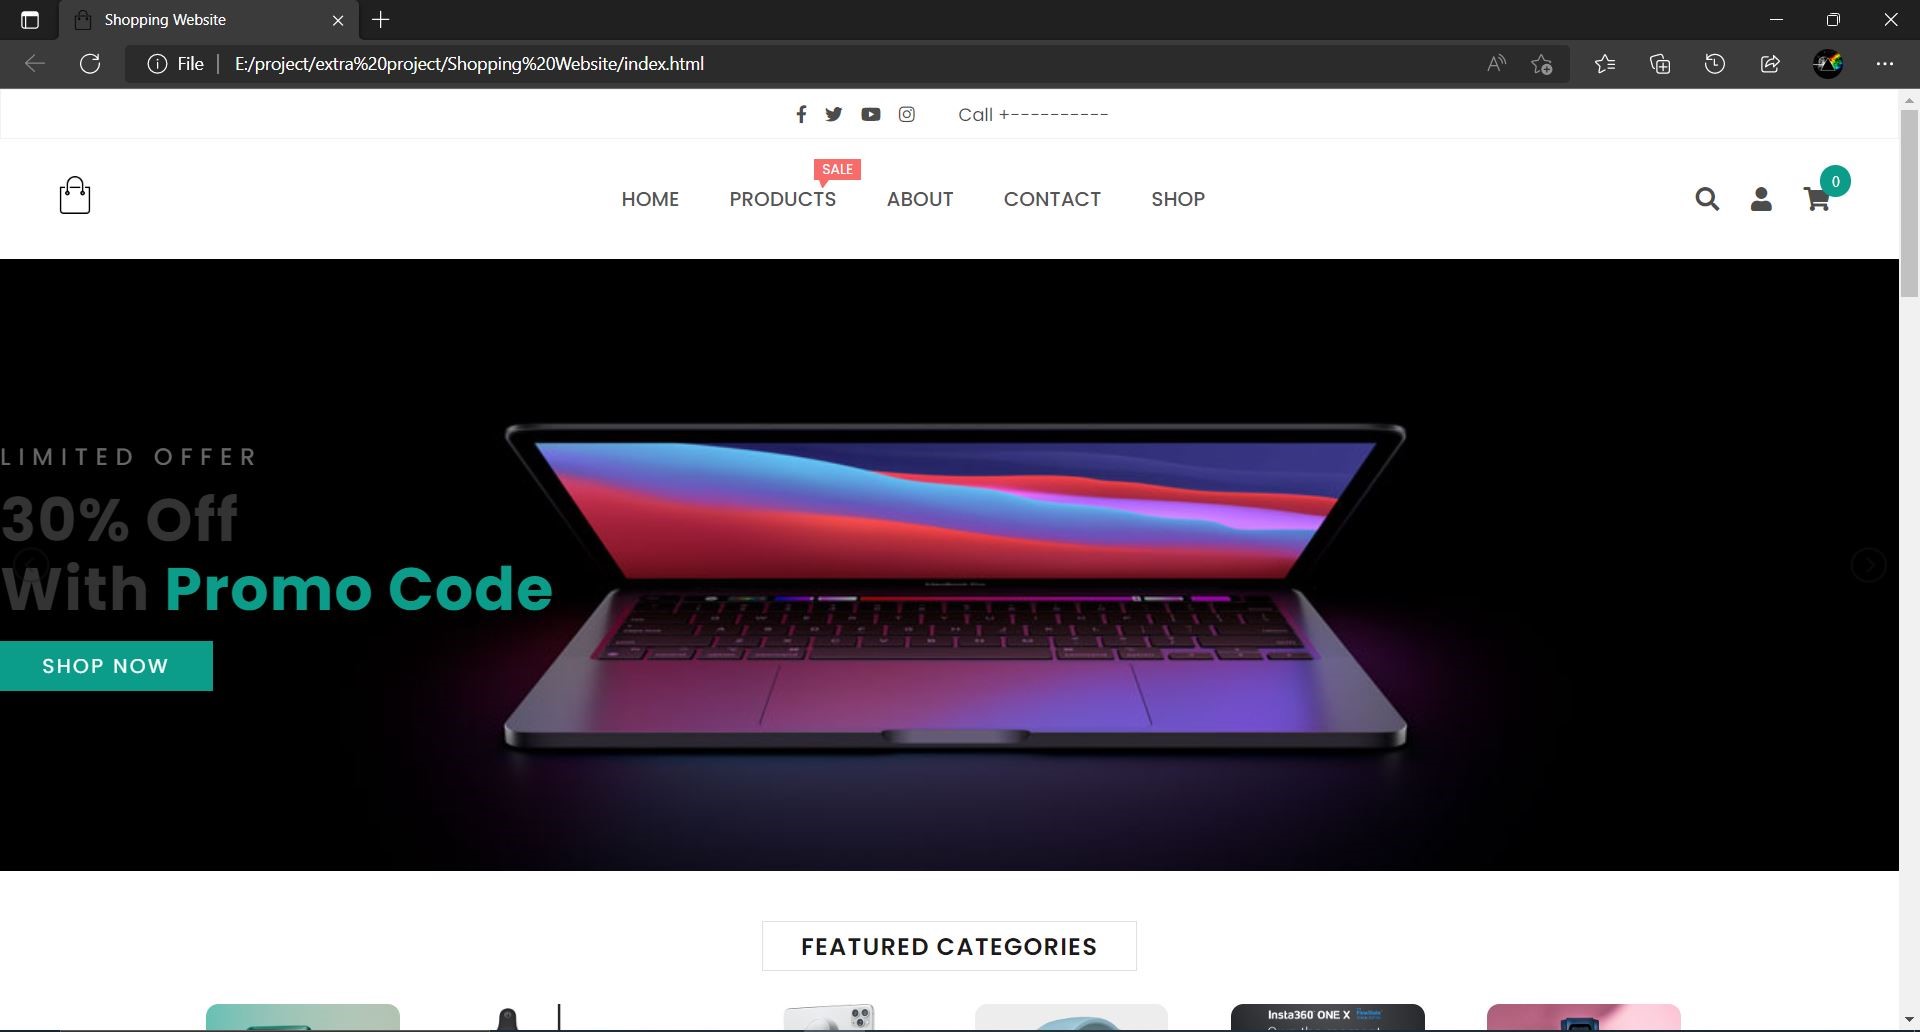 Shopping Website
File
E:/project/extra%20project/Shopping%20Website/index.html
Call +-----------
SALE
HOME
PRODUCTS
ABOUT
CONTACT
SHOP
0
LIMITED OFFER
30% Off
With Promo Code
SHOP NOW
FEATURED CATEGORIES
Insta360 ONE X